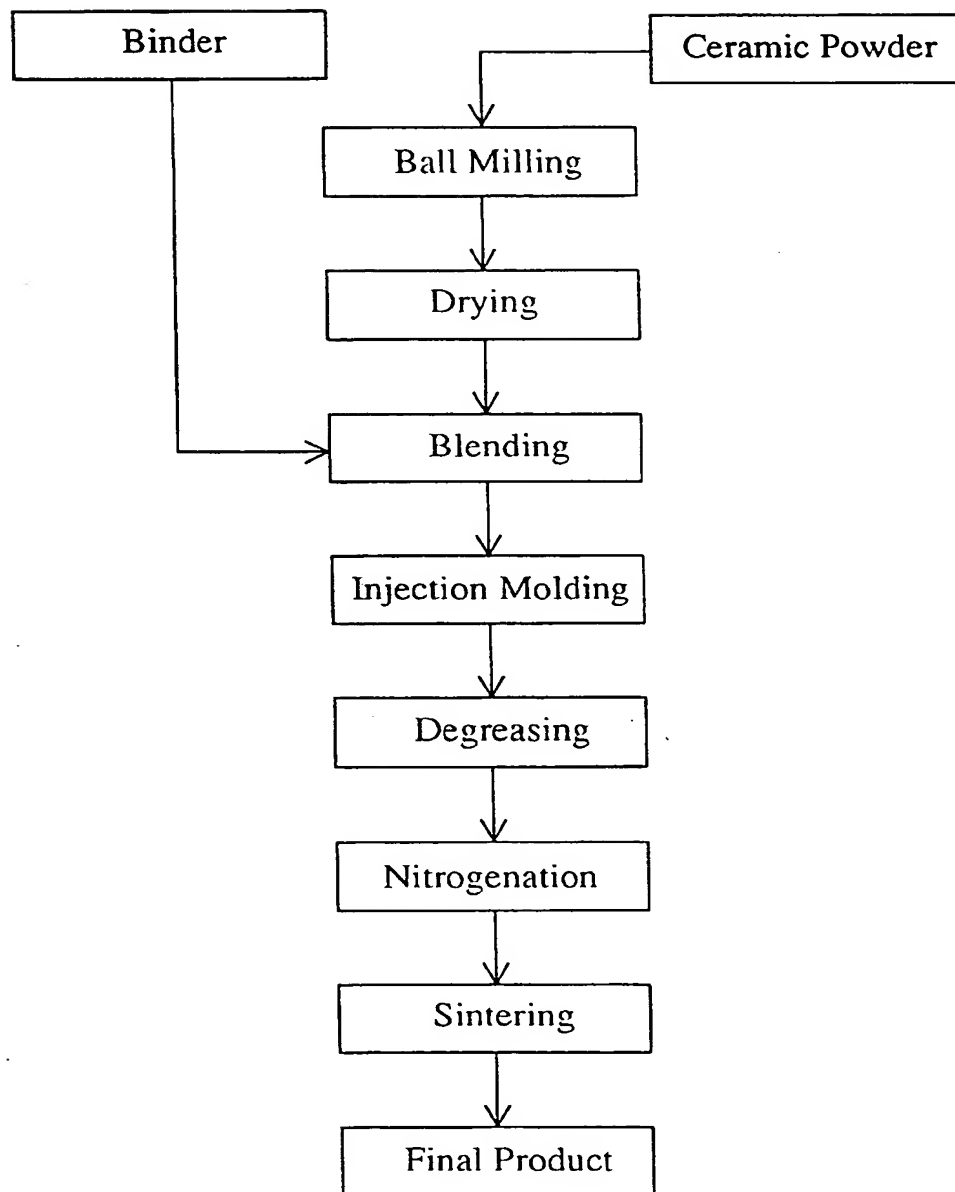 Binder
Ceramic Powder
Ball Milling
Drying
Blending
Injection Molding
Degreasing
Nitrogenation
Sintering
Final Product